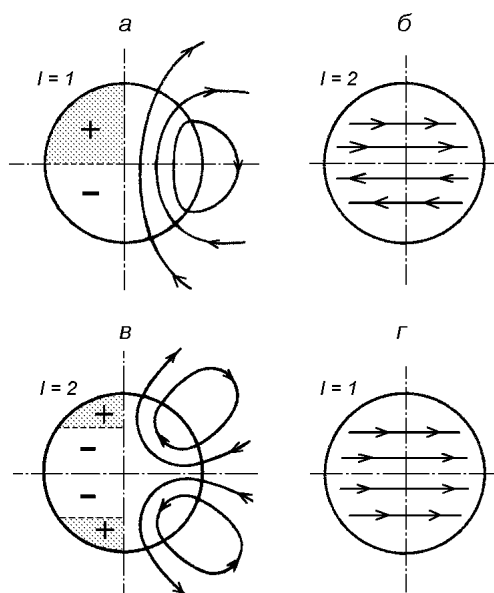 а
б
l = 1
l = 2
+
–
в
г
l = 2
l = 1
+
–
–
+